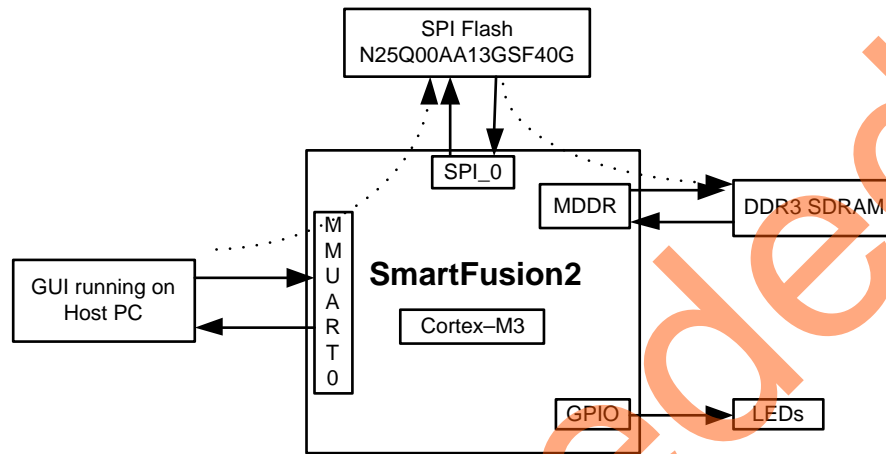 SPI Flash
N25Q00AA13GSF40G
SPI_0
MDDR
DDR3 SDRAM
M
M
U
A
R
T
0
GUI running on
Host PC
SmartFusion2
Cortex–M3
GPIO
LEDs